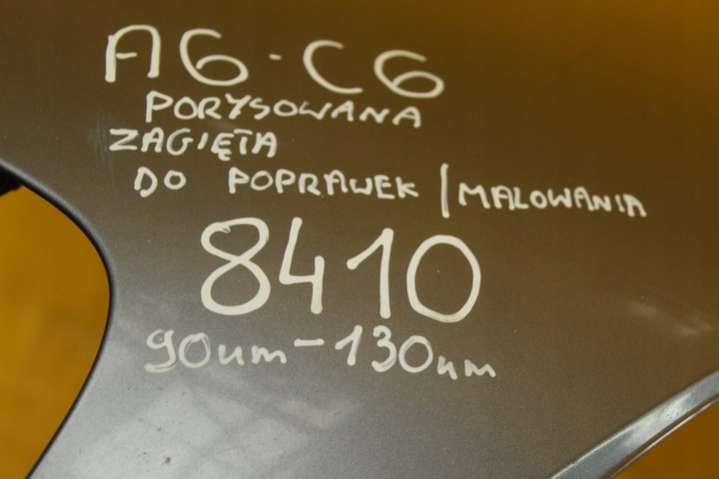 A6-C6
PORYSOWANA
ZAGIĘTA
DO POPRAWEK / MALOWANIA
8410
90um-130um